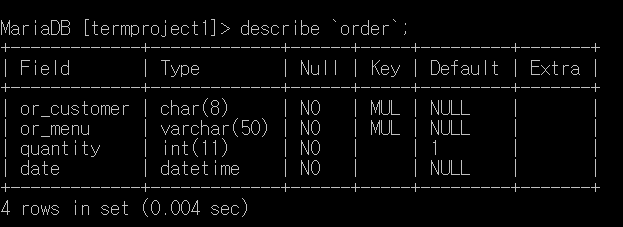 MariaDB [termproject1]> describe `order`;
+-------------+-------------+------+-----+---------+-------+
| Field       | Type        | Null | Key | Default | Extra |
+-------------+-------------+------+-----+---------+-------+
| or_customer | char(8)     | NO   | MUL | NULL    |       |
| or_menu     | varchar(50) | NO   | MUL | NULL    |       |
| quantity    | int(11)     | NO   |     | 1       |       |
| date        | datetime    | NO   |     | NULL    |       |
+-------------+-------------+------+-----+---------+-------+
4 rows in set (0.004 sec)